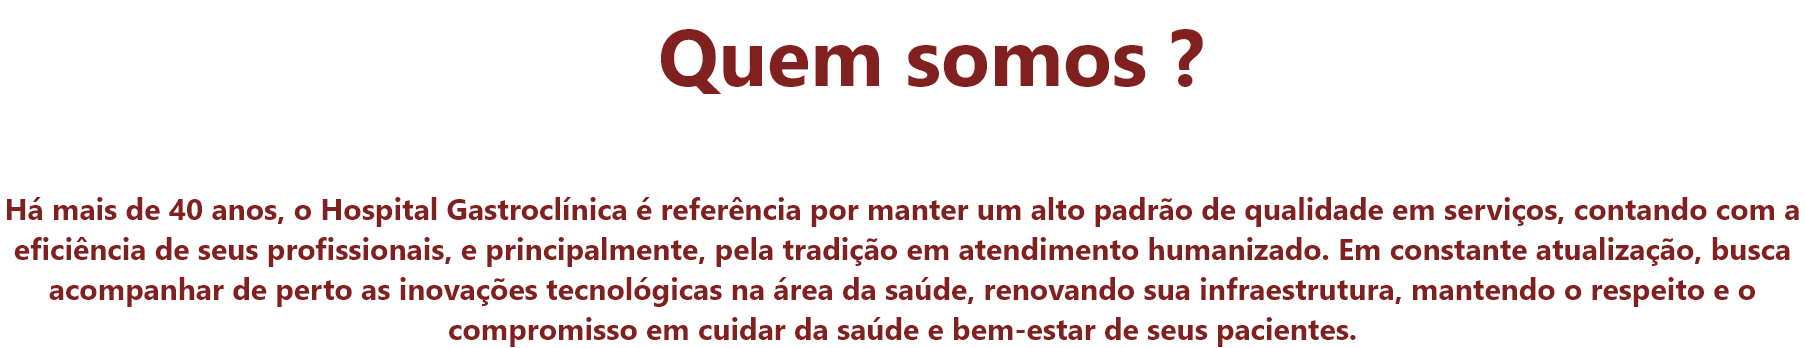 Quem somos ?
Há mais de 40 anos, o Hospital Gastroclínica é referência por manter um alto padrão de qualidade em serviços, contando com a
eficiência de seus profissionais, e principalmente, pela tradição em atendimento humanizado. Em constante atualização, busca
acompanhar de perto as inovações tecnológicas na área da saúde, renovando sua infraestrutura, mantendo o respeito e o
compromisso em cuidar da saúde e bem-estar de seus pacientes.